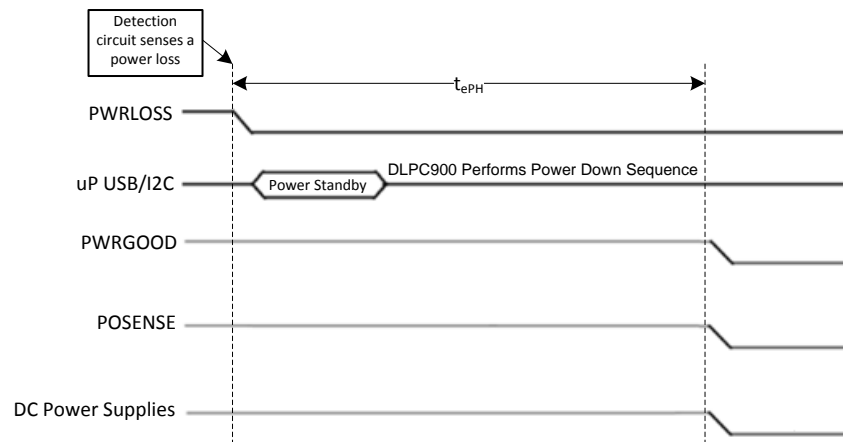 Detection
circuit senses a
power loss
tePH
PWRLOSS
uP USB/I2C
Power Standby
DLPC900 Performs Power Down Sequence
PWRGOOD
POSENSE
DC Power Supplies